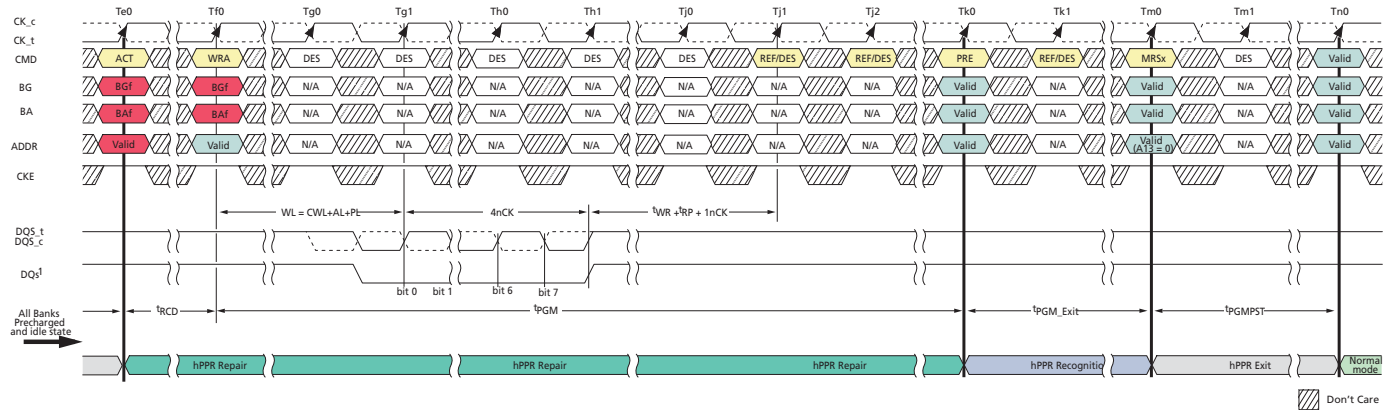 Te0 Tf0 Tg0 Tg1 Th0 Th1 Tj0 Tj1 Tj2 Tk0 Tk1 Tm0 Tm1 Tn0
CK_c
CK_t
CMD ACT WRA DES DES DES DES DES REF/DES REF/DES PRE REF/DES MRSx DES Valid
BG BGf BGf N/A N/A N/A N/A N/A N/A N/A Valid N/A Valid N/A Valid
BA BAf BAf N/A N/A N/A N/A N/A N/A N/A Valid N/A Valid N/A Valid
ADDR Valid Valid N/A N/A N/A N/A N/A N/A N/A Valid N/A Valid (A13 = 0) N/A Valid
CKE
WL = CWL+AL+PL 4nCK tWR +tRP + 1nCK
DQS_t
DQS_c
DQs1
bit 0 bit 1 bit 6 bit 7
All Banks
Precharged
and idle state
tRCD tPGM tPGM_Exit tPGMPST
hPPR Repair hPPR Repair hPPR Repair hPPR Recognitio hPPR Exit Normal
mode
Don't Care